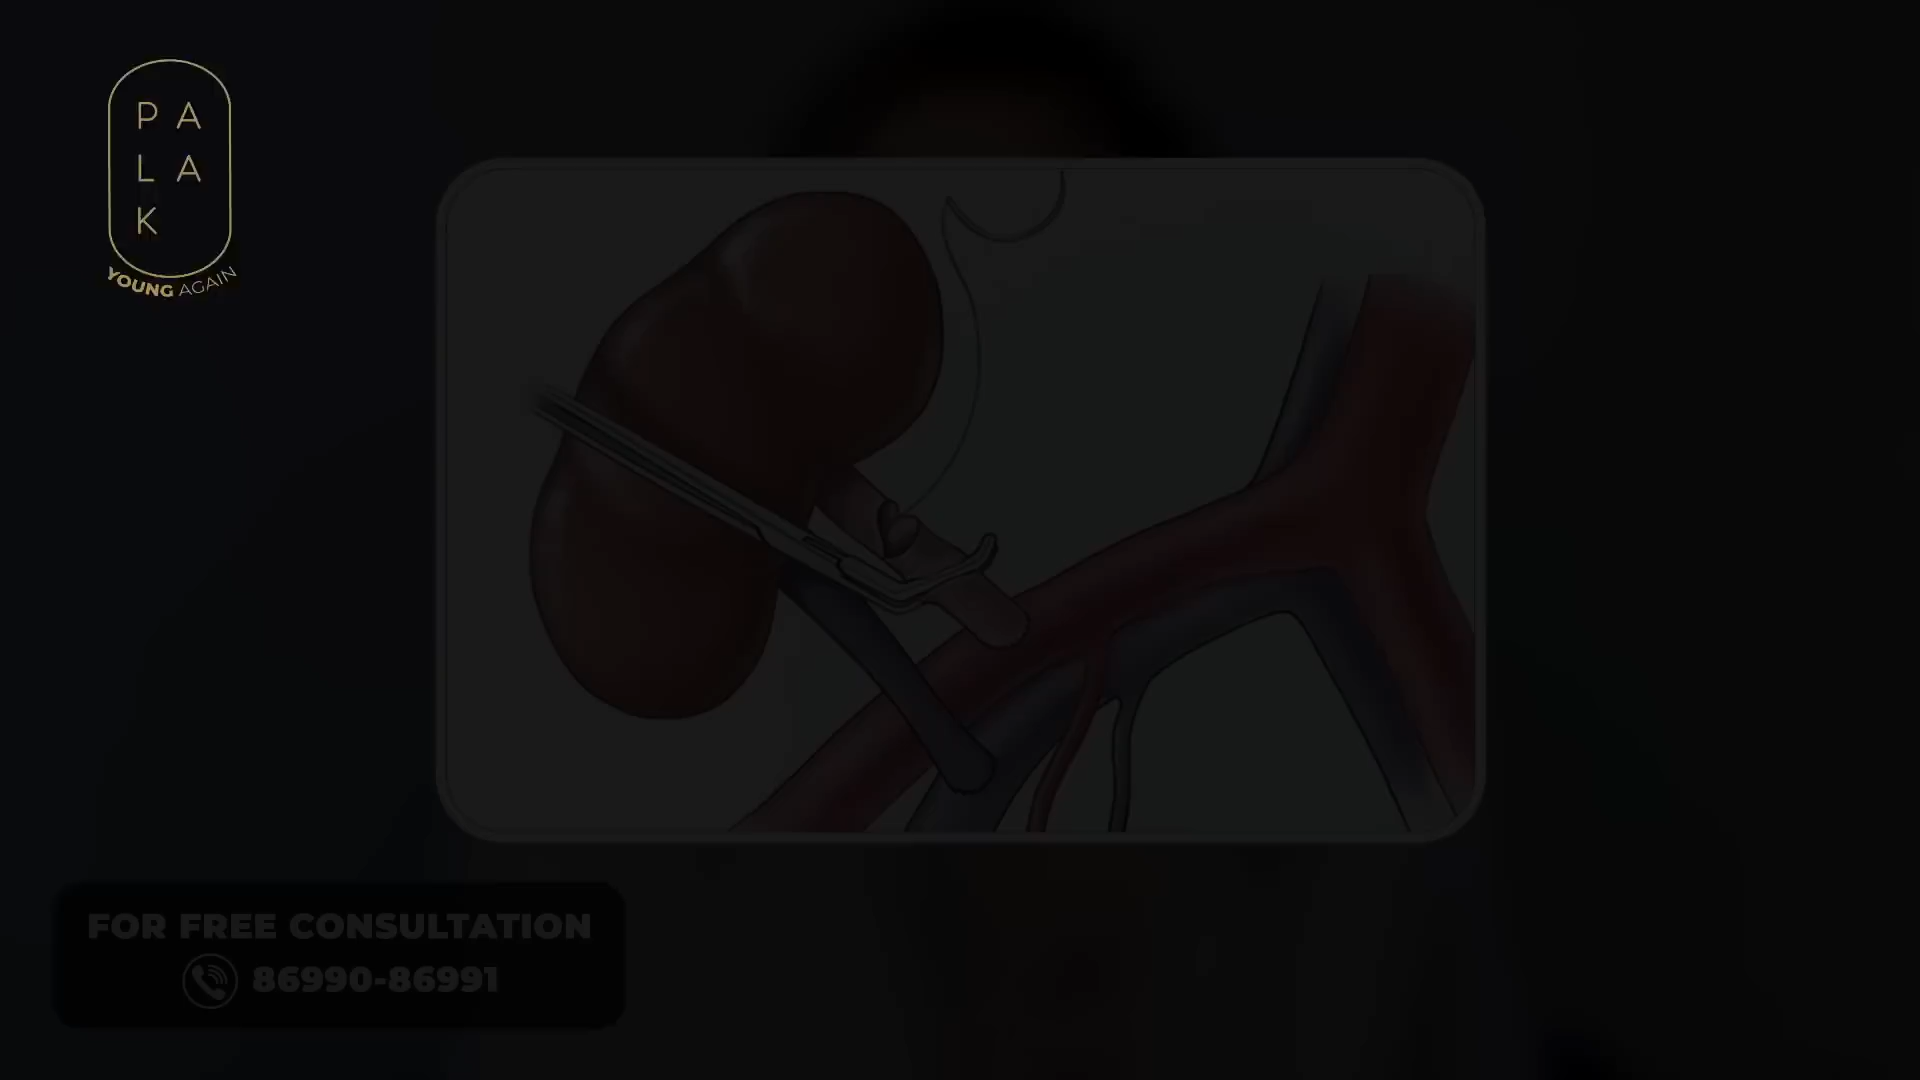 P A
L A
K
YOUNG AGAIN
FOR FREE CONSULTATION
86990-86991